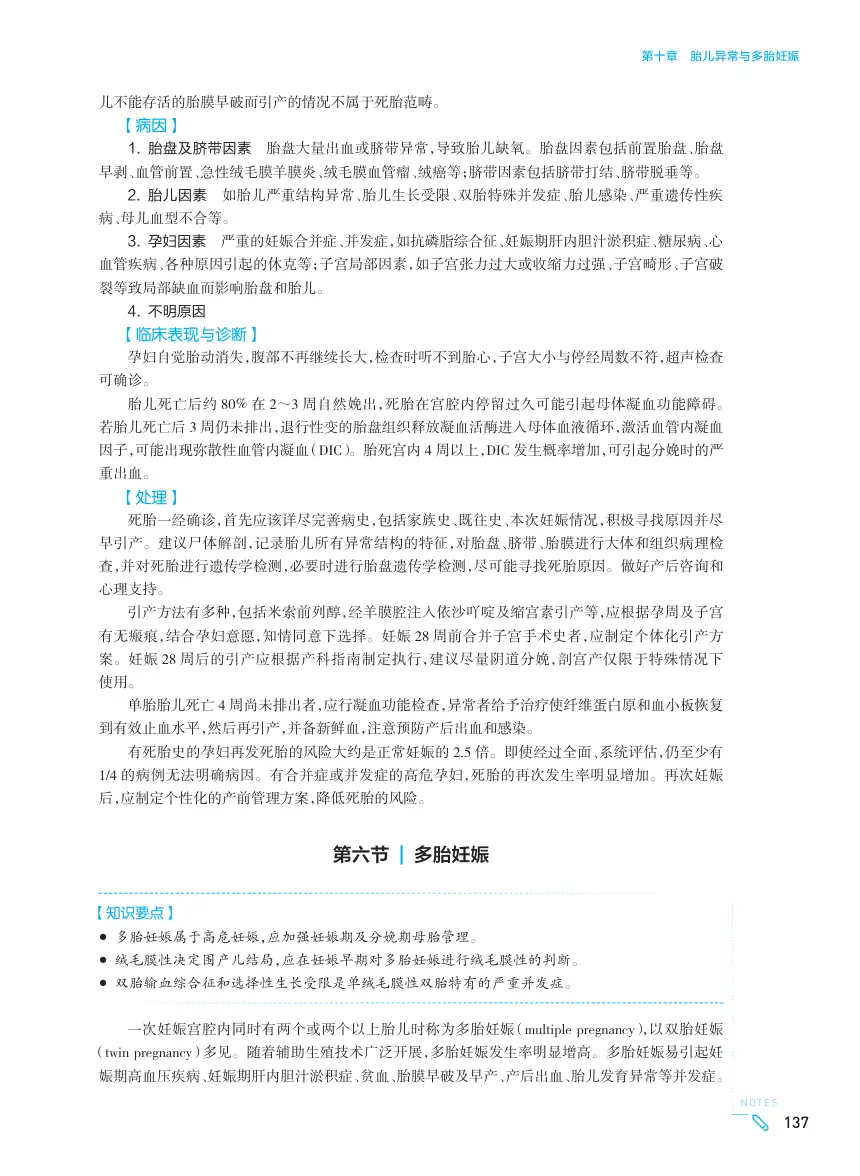 第十章 胎儿异常与多胎妊娠
儿不能存活的胎膜早破而引产的情况不属于死胎范畴。
【病因】
1. 胎盘及脐带因素 胎盘大量出血或脐带异常,导致胎儿缺氧。胎盘因素包括前置胎盘、胎盘
早剥、血管前置、急性绒毛膜羊膜炎、绒毛膜血管瘤、绒癌等;脐带因素包括脐带打结、脐带脱垂等。
2. 胎儿因素 如胎儿严重结构异常、胎儿生长受限、双胎特殊并发症、胎儿感染、严重遗传性疾
病、母儿血型不合等。
3. 孕妇因素 严重的妊娠合并症、并发症,如抗磷脂综合征、妊娠期肝内胆汁淤积症、糖尿病、心
血管疾病、各种原因引起的休克等;子宫局部因素,如子宫张力过大或收缩力过强、子宫畸形、子宫破
裂等致局部缺血而影响胎盘和胎儿。
4. 不明原因
【临床表现与诊断】
孕妇自觉胎动消失,腹部不再继续长大,检查时听不到胎心,子宫大小与停经周数不符,超声检查
可确诊。
胎儿死亡后约 80% 在 2～3 周自然娩出,死胎在宫腔内停留过久可能引起母体凝血功能障碍。
若胎儿死亡后 3 周仍未排出,退行性变的胎盘组织释放凝血活酶进入母体血液循环,激活血管内凝血
因子,可能出现弥散性血管内凝血(DIC)。胎死宫内 4 周以上,DIC 发生概率增加,可引起分娩时的严
重出血。
【处理】
死胎一经确诊,首先应该详尽完善病史,包括家族史、既往史、本次妊娠情况,积极寻找原因并尽
早引产。建议尸体解剖,记录胎儿所有异常结构的特征,对胎盘、脐带、胎膜进行大体和组织病理检
查,并对死胎进行遗传学检测,必要时进行胎盘遗传学检测,尽可能寻找死胎原因。做好产后咨询和
心理支持。
引产方法有多种,包括米索前列醇,经羊膜腔注入依沙吖啶及缩宫素引产等,应根据孕周及子宫
有无瘢痕,结合孕妇意愿,知情同意下选择。妊娠 28 周前合并子宫手术史者,应制定个体化引产方
案。妊娠 28 周后的引产应根据产科指南制定执行,建议尽量阴道分娩,剖宫产仅限于特殊情况下
使用。
单胎胎儿死亡 4 周尚未排出者,应行凝血功能检查,异常者给予治疗使纤维蛋白原和血小板恢复
到有效止血水平,然后再引产,并备新鲜血,注意预防产后出血和感染。
有死胎史的孕妇再发死胎的风险大约是正常妊娠的 2.5 倍。即使经过全面、系统评估,仍至少有
1/4 的病例无法明确病因。有合并症或并发症的高危孕妇,死胎的再次发生率明显增加。再次妊娠
后,应制定个性化的产前管理方案,降低死胎的风险。
第六节 | 多胎妊娠
【知识要点】
● 多胎妊娠属于高危妊娠,应加强妊娠期及分娩期母胎管理。
● 绒毛膜性决定围产儿结局,应在妊娠早期对多胎妊娠进行绒毛膜性的判断。
● 双胎输血综合征和选择性生长受限是单绒毛膜性双胎特有的严重并发症。
一次妊娠宫腔内同时有两个或两个以上胎儿时称为多胎妊娠(multiple pregnancy),以双胎妊娠
(twin pregnancy)多见。随着辅助生殖技术广泛开展,多胎妊娠发生率明显增高。多胎妊娠易引起妊
娠期高血压疾病、妊娠期肝内胆汁淤积症、贫血、胎膜早破及早产、产后出血、胎儿发育异常等并发症。
NOTES
137